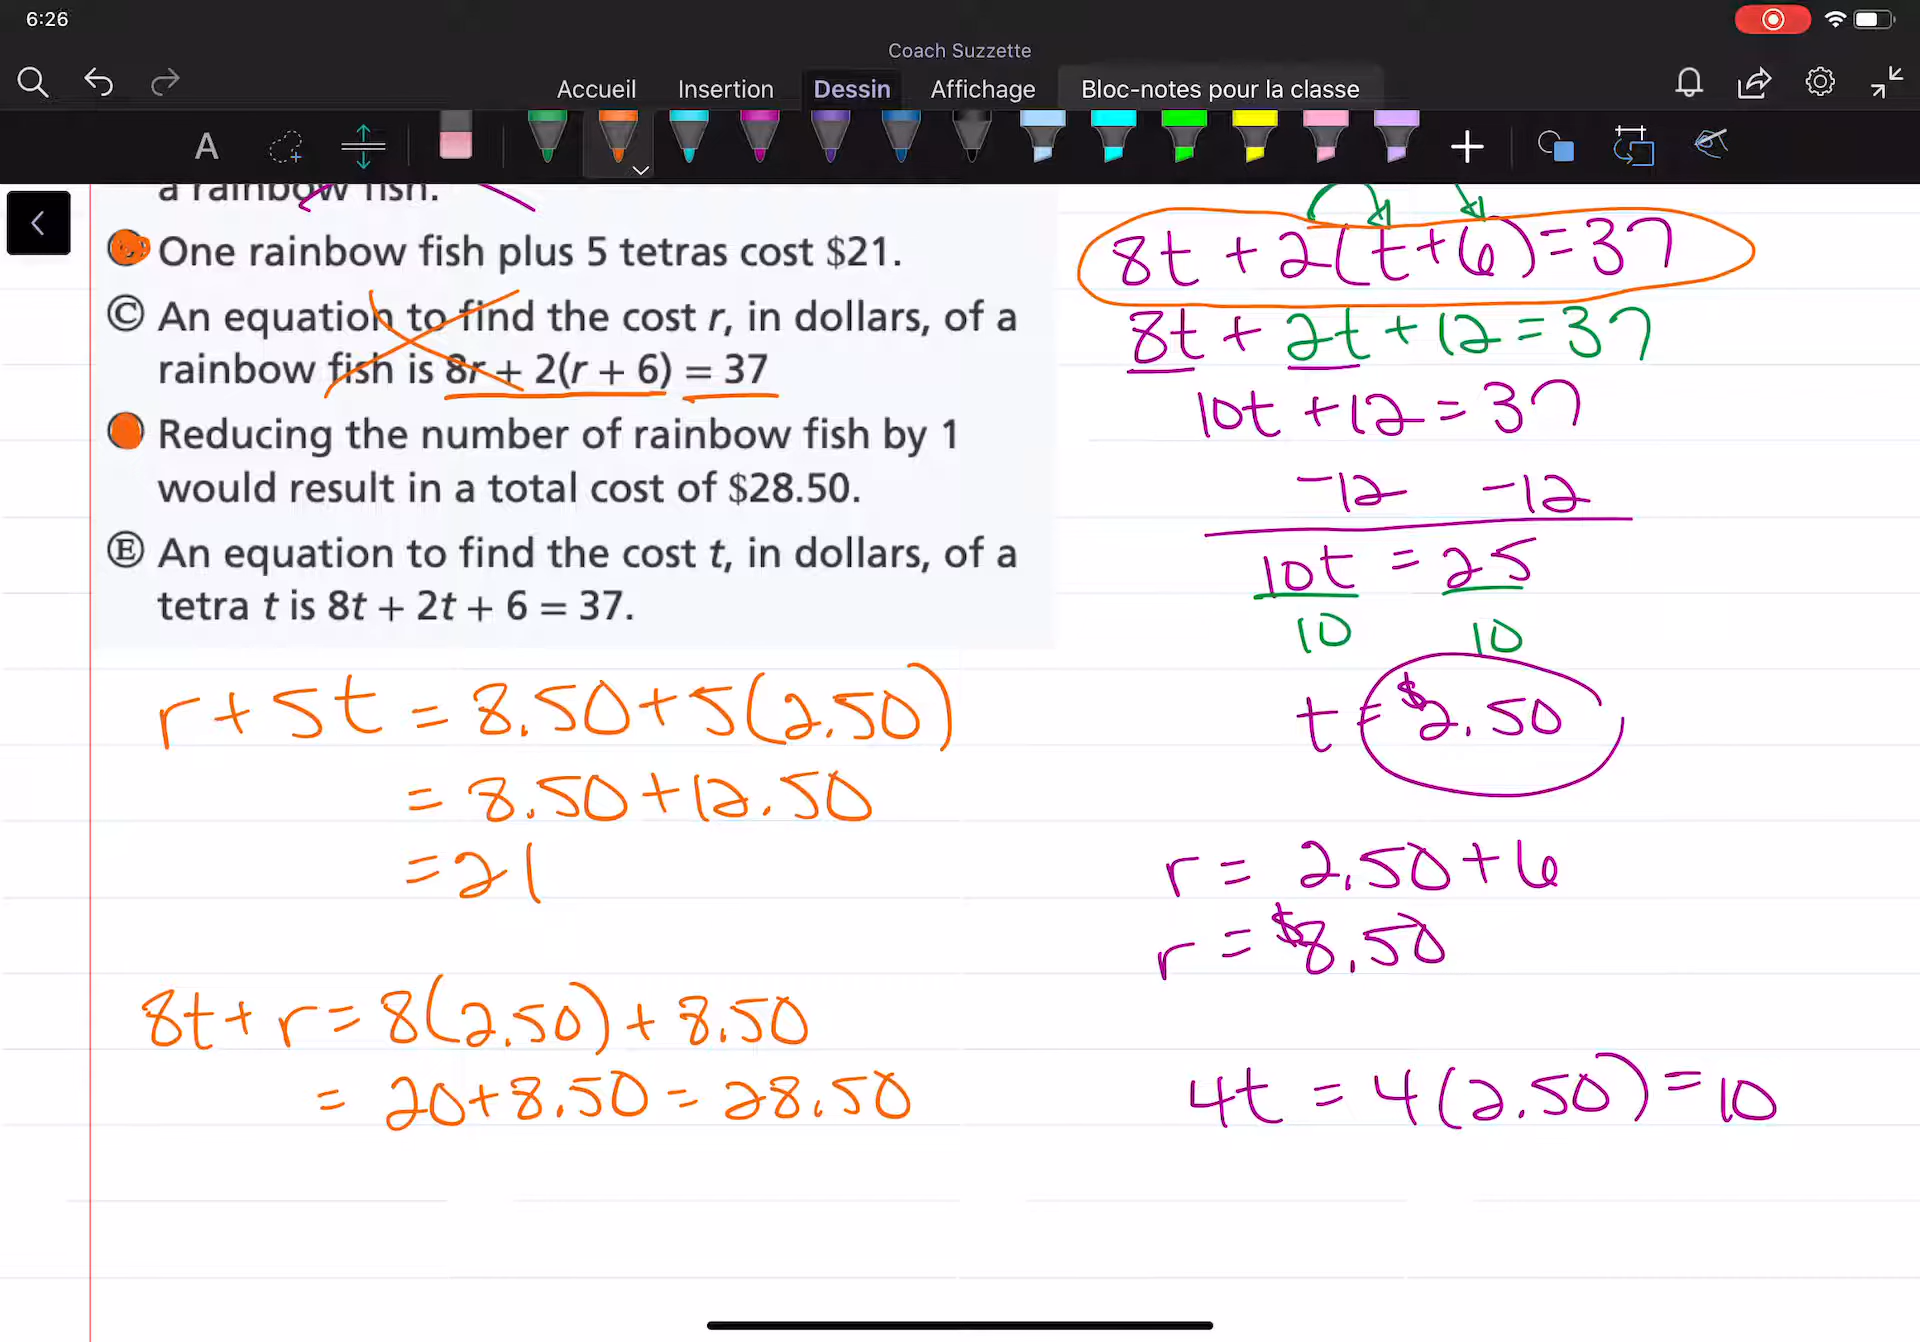 6:26
Coach Suzzette
Accueil Insertion Dessin Affichage Bloc-notes pour la classe
A
a rainbow fish.
One rainbow fish plus 5 tetras cost $21.
Ⓒ An equation to find the cost r, in dollars, of a
rainbow fish is 8r + 2(r + 6) = 37
Reducing the number of rainbow fish by 1
would result in a total cost of $28.50.
Ⓔ An equation to find the cost t, in dollars, of a
tetra t is 8t + 2t + 6 = 37.
r + 5t = 8.50 + 5(2.50)
= 8.50 + 12.50
= 21
8t + r = 8(2.50) + 8.50
= 20 + 8.50 = 28.50
8t + 2(t + 6) = 37
8t + 2t + 12 = 37
10t + 12 = 37
-12 -12
10t = 25
10 10
t = $2.50
r = 2.50 + 6
r = $8.50
4t = 4(2.50) = 10